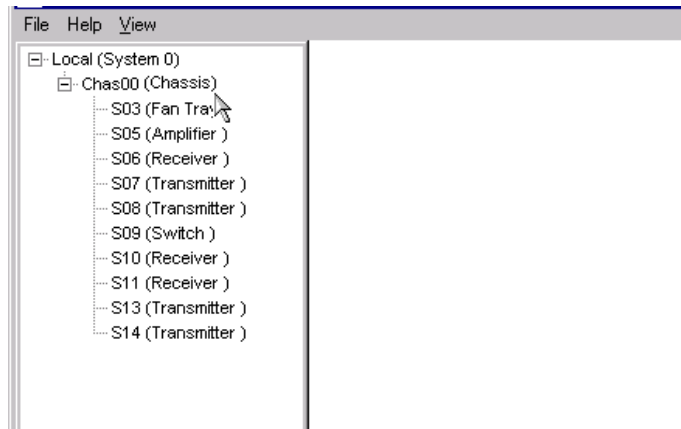 File Help View
Local (System 0)
Chas00 (Chassis)
S03 (Fan
S05 (Amplifier )
S06 (Receiver )
S07 (Transmitter )
S08 (Transmitter )
S09 (Switch )
S10 (Receiver )
S11 (Receiver )
S13 (Transmitter )
S14 (Transmitter )